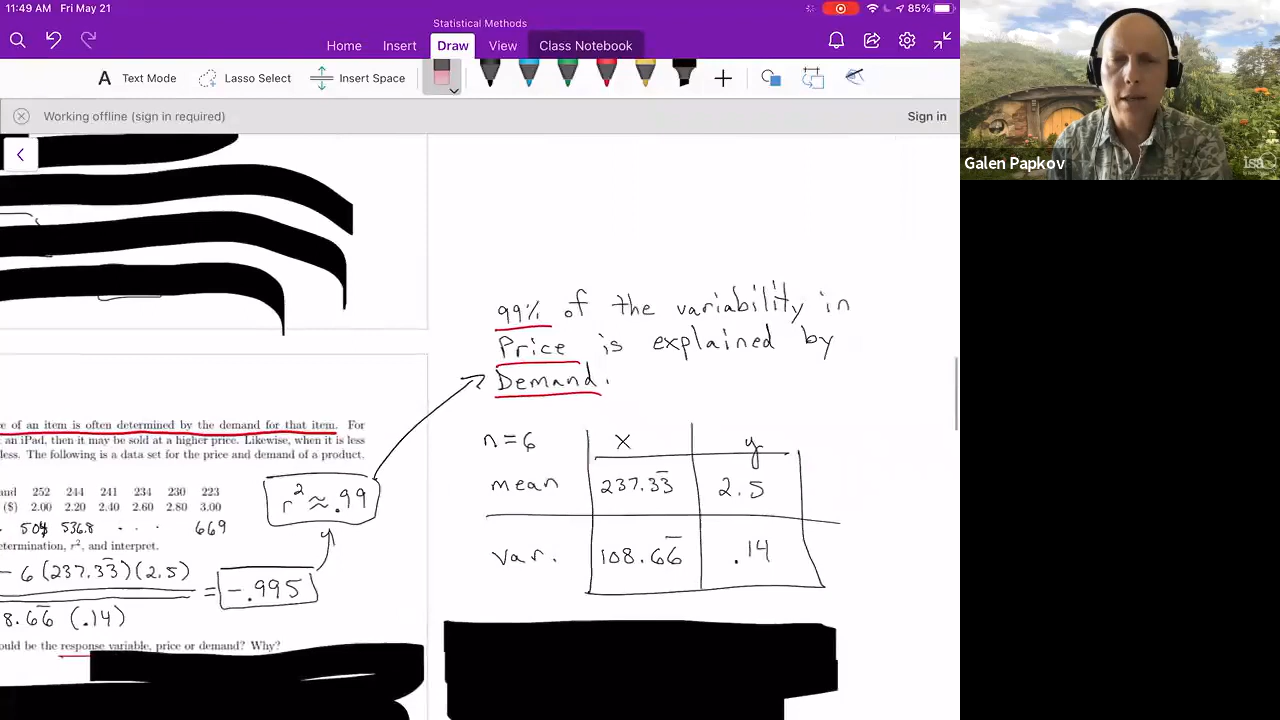 11:49 AM Fri May 21
85%
Statistical Methods
Home Insert Draw View Class Notebook
Text Mode Lasso Select Insert Space
Working offline (sign in required) Sign in
Galen Papkov
99% of the variability in
Price is explained by
Demand.
of an item is often determined by the demand for that item. For
an iPad, then it may be sold at a higher price. Likewise, when it is less
less. The following is a data set for the price and demand of a product.
252 244 241 234 230 223
($) 2.00 2.20 2.40 2.60 2.80 3.00
504 536.8 . . . 669
r² ≈ .99
etermination, r², and interpret.
– 6 (237.33̄)(2.5)
= -.995
8.66̄ (.14)
ould be the response variable, price or demand? Why?
n = 6 x y
mean 237.33̄ 2.5
var. 108.66̄ .14